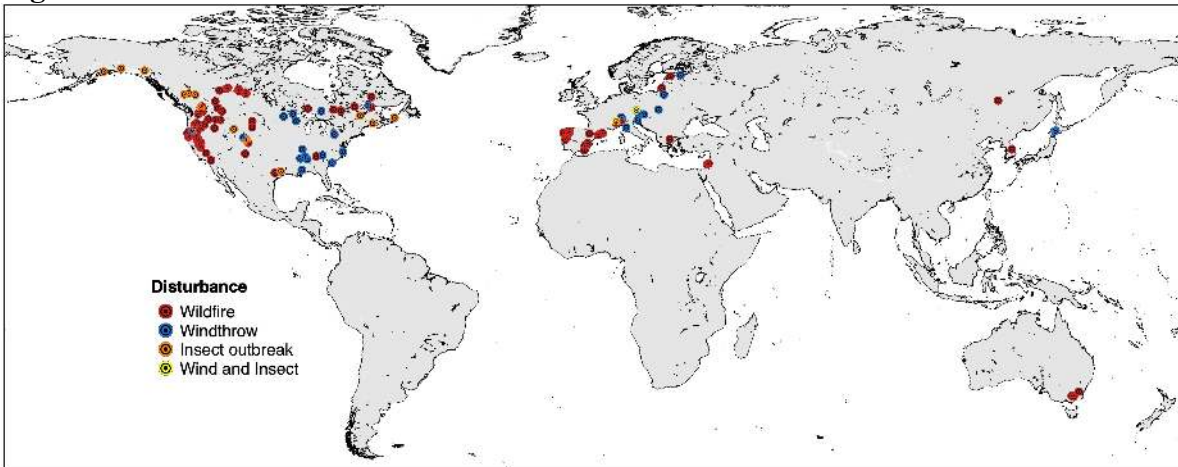 Disturbance
Wildfire
Windthrow
Insect outbreak
Wind and Insect